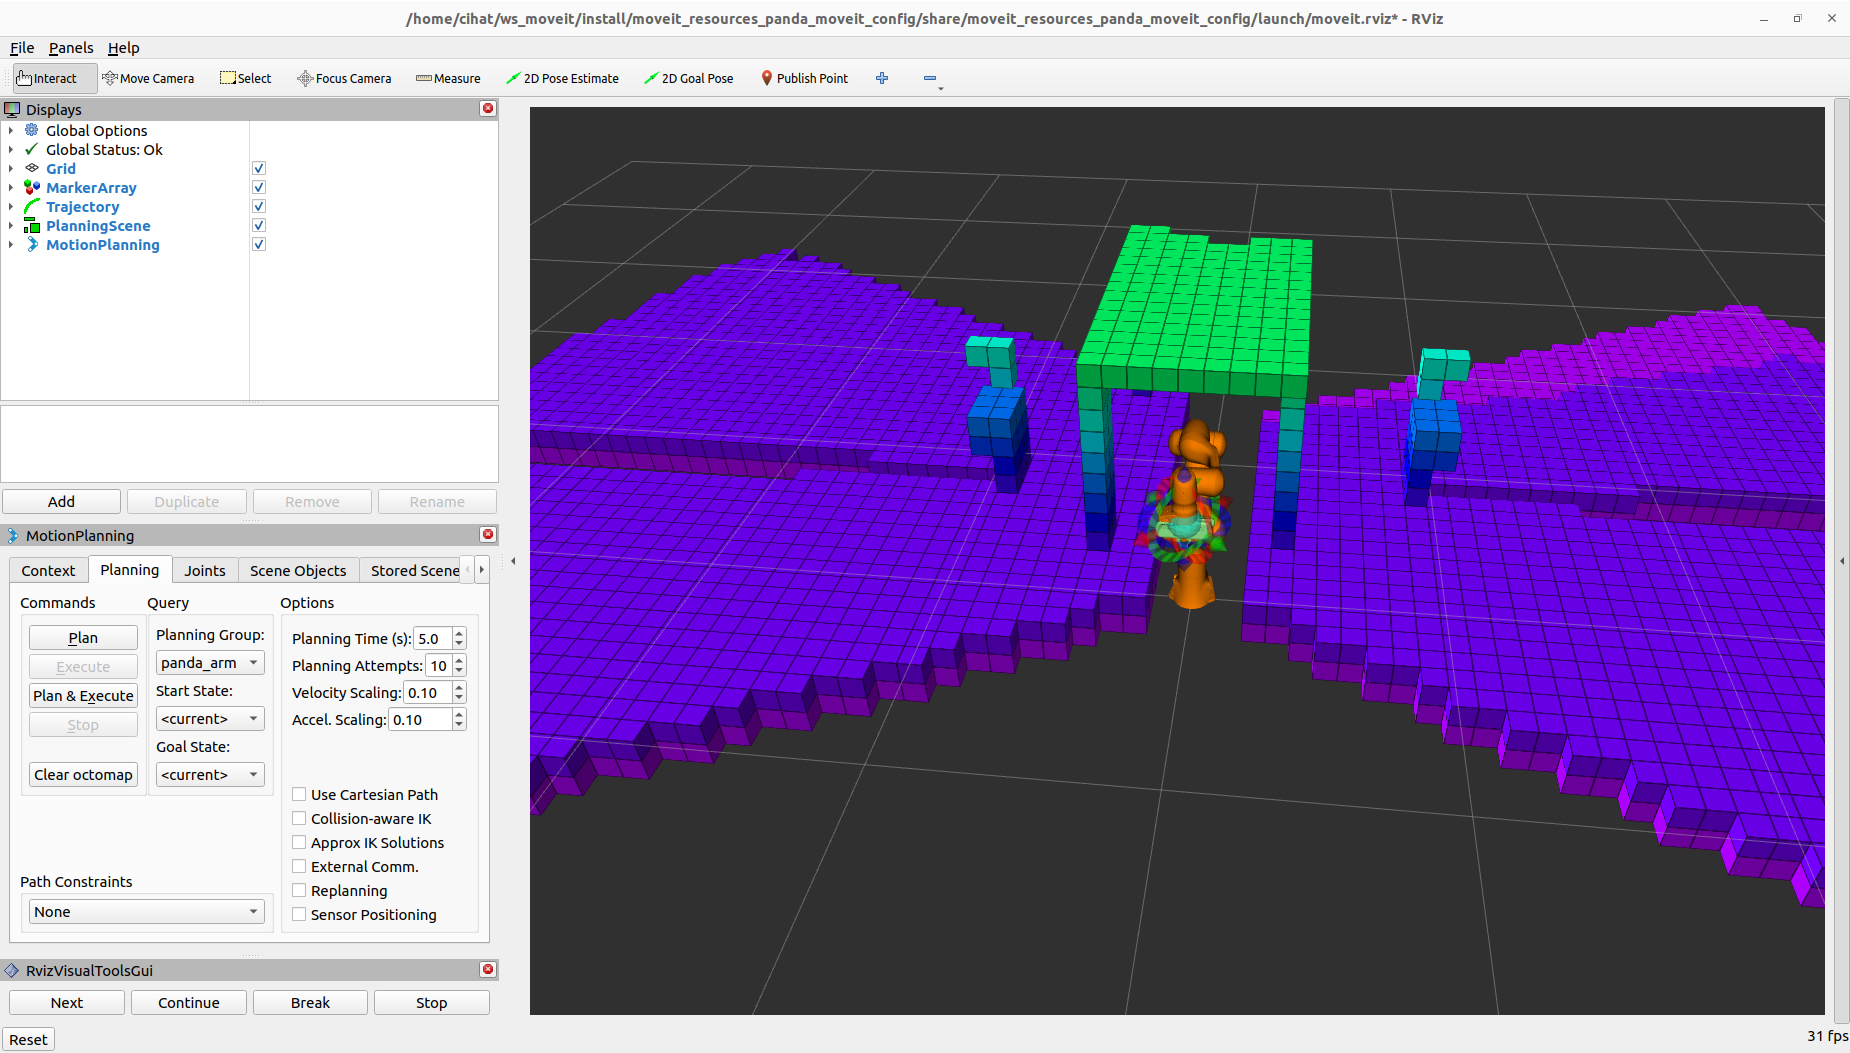 /home/cihat/ws_moveit/install/moveit_resources_panda_moveit_config/share/moveit_resources_panda_moveit_config/launch/moveit.rviz* - RViz
File Panels Help
Interact Move Camera Select Focus Camera Measure 2D Pose Estimate 2D Goal Pose Publish Point
Displays
Global Options
Global Status: Ok
Grid
MarkerArray
Trajectory
PlanningScene
MotionPlanning
Add Duplicate Remove Rename
MotionPlanning
Context Planning Joints Scene Objects Stored Scene
Commands Query Options
Plan
Execute
Plan & Execute
Stop
Clear octomap
Planning Group:
panda_arm
Start State:
<current>
Goal State:
<current>
Planning Time (s): 5.0
Planning Attempts: 10
Velocity Scaling: 0.10
Accel. Scaling: 0.10
Use Cartesian Path
Collision-aware IK
Approx IK Solutions
External Comm.
Replanning
Sensor Positioning
Path Constraints
None
RvizVisualToolsGui
Next Continue Break Stop
Reset
31 fps